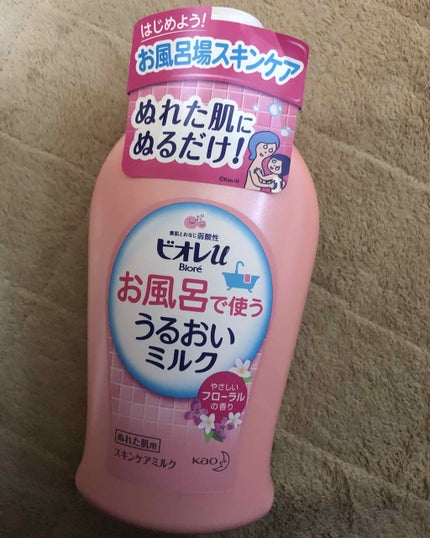 はじめよう!
お風呂場スキンケア
ぬれた肌に
ぬるだけ!
©Kao/N
素肌とおなじ弱酸性
ビオレu
Bioré
お風呂で使う
うるおい
ミルク
やさしい
フローラル
の香り
ぬれた肌用
スキンケアミルク
Kao